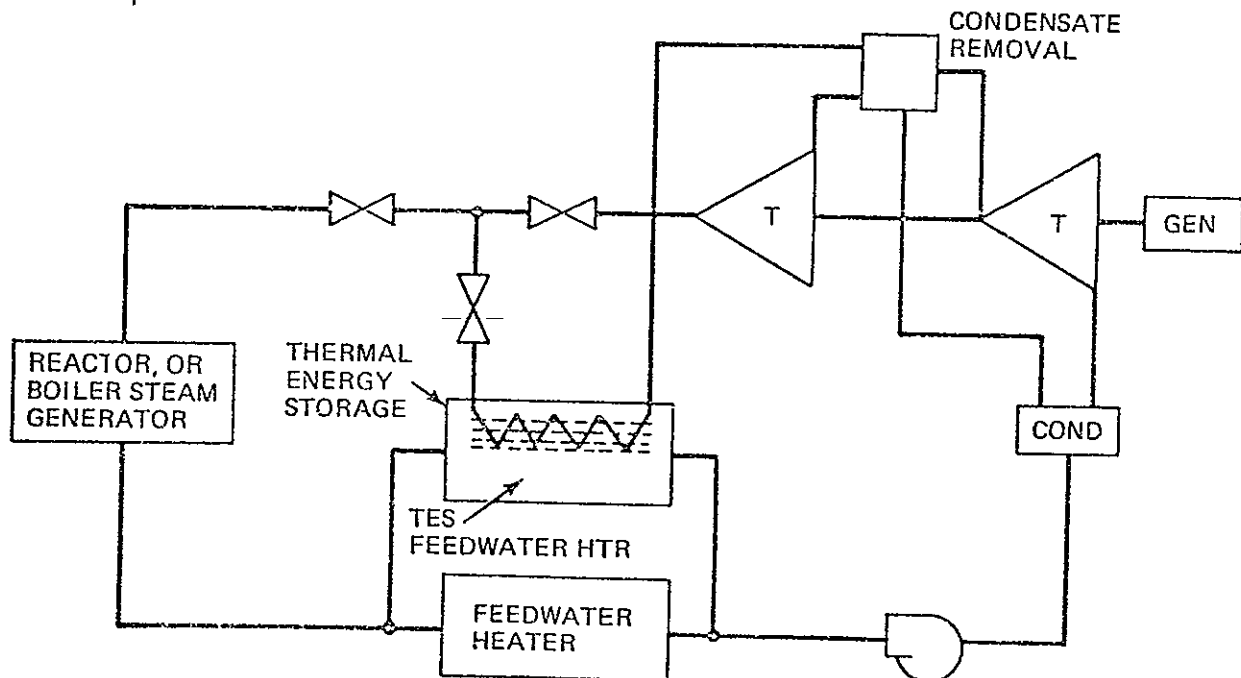 CONDENSATE
REMOVAL
T
T
GEN
REACTOR, OR
BOILER STEAM
GENERATOR
THERMAL
ENERGY
STORAGE
COND
TES
FEEDWATER HTR
FEEDWATER
HEATER